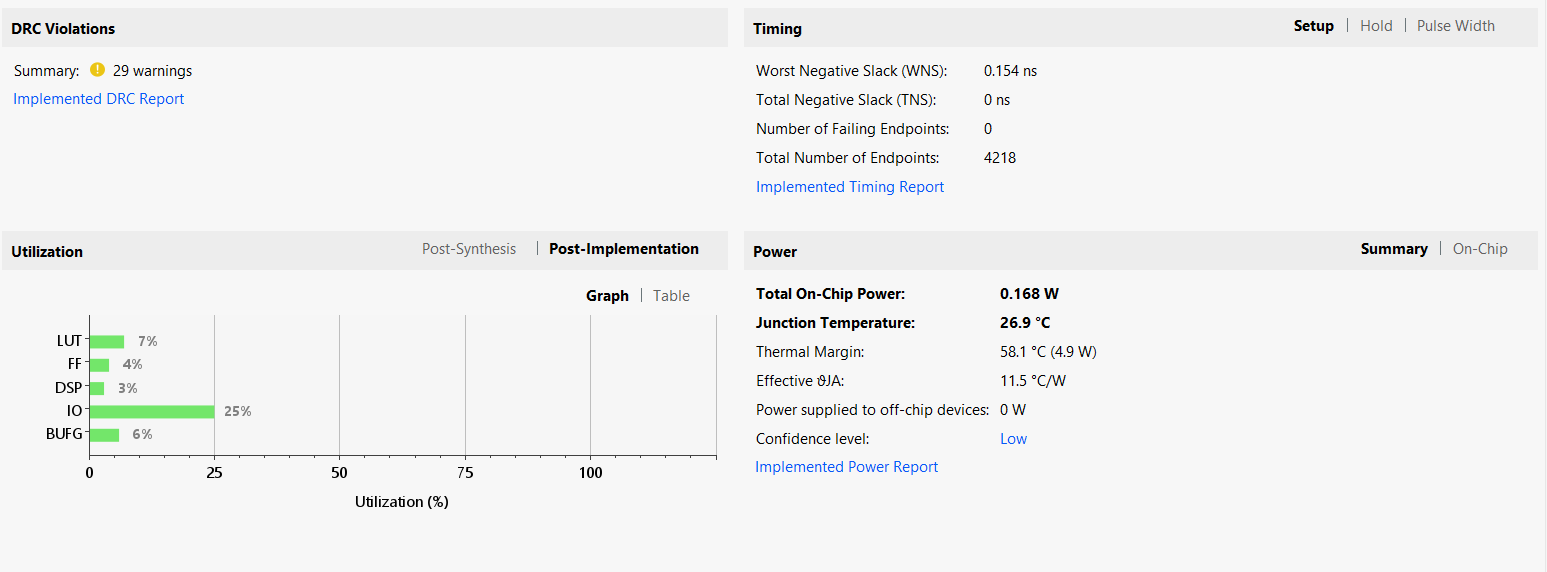 DRC Violations
Summary: 29 warnings
Implemented DRC Report
Timing Setup | Hold | Pulse Width
Worst Negative Slack (WNS): 0.154 ns
Total Negative Slack (TNS): 0 ns
Number of Failing Endpoints: 0
Total Number of Endpoints: 4218
Implemented Timing Report
Utilization Post-Synthesis | Post-Implementation
Graph | Table
LUT 7%
FF 4%
DSP 3%
IO 25%
BUFG 6%
0 25 50 75 100
Utilization (%)
Power Summary | On-Chip
Total On-Chip Power: 0.168 W
Junction Temperature: 26.9 °C
Thermal Margin: 58.1 °C (4.9 W)
Effective ϑJA: 11.5 °C/W
Power supplied to off-chip devices: 0 W
Confidence level: Low
Implemented Power Report